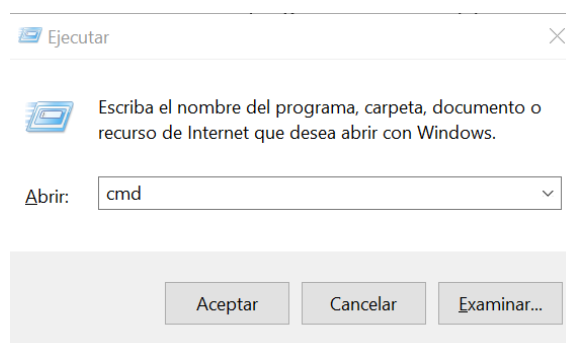 Ejecutar
Escriba el nombre del programa, carpeta, documento o
recurso de Internet que desea abrir con Windows.
Abrir: cmd
Aceptar Cancelar Examinar...